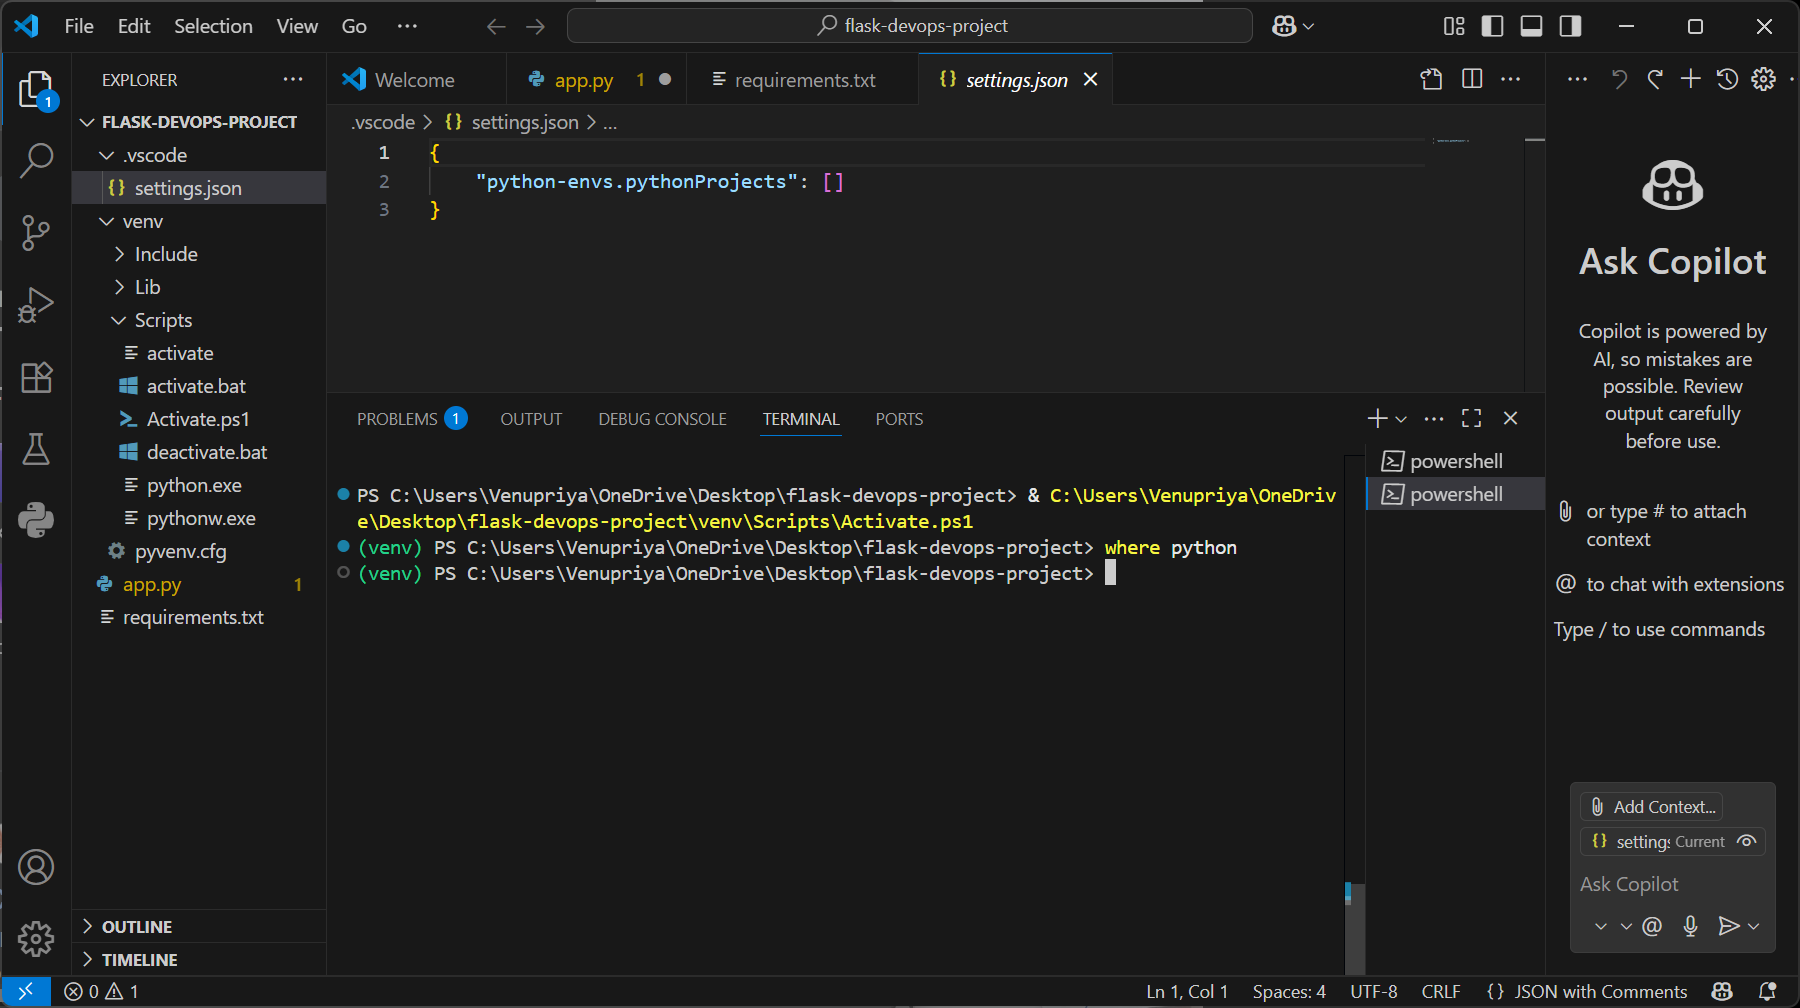 File Edit Selection View Go ··· flask-devops-project
EXPLORER
FLASK-DEVOPS-PROJECT
.vscode
settings.json
venv
Include
Lib
Scripts
activate
activate.bat
Activate.ps1
deactivate.bat
python.exe
pythonw.exe
pyvenv.cfg
app.py 1
requirements.txt
OUTLINE
TIMELINE
1
Welcome app.py 1 requirements.txt settings.json
.vscode > {} settings.json > ...
1 {
2 "python-envs.pythonProjects": []
3 }
PROBLEMS 1 OUTPUT DEBUG CONSOLE TERMINAL PORTS
PS C:\Users\Venupriya\OneDrive\Desktop\flask-devops-project> & C:\Users\Venupriya\OneDriv
e\Desktop\flask-devops-project\venv\Scripts\Activate.ps1
(venv) PS C:\Users\Venupriya\OneDrive\Desktop\flask-devops-project> where python
(venv) PS C:\Users\Venupriya\OneDrive\Desktop\flask-devops-project>
powershell
powershell
Ask Copilot
Copilot is powered by
AI, so mistakes are
possible. Review
output carefully
before use.
or type # to attach
context
@ to chat with extensions
Type / to use commands
Add Context...
{} settings Current
Ask Copilot
@
0 1 Ln 1, Col 1 Spaces: 4 UTF-8 CRLF {} JSON with Comments